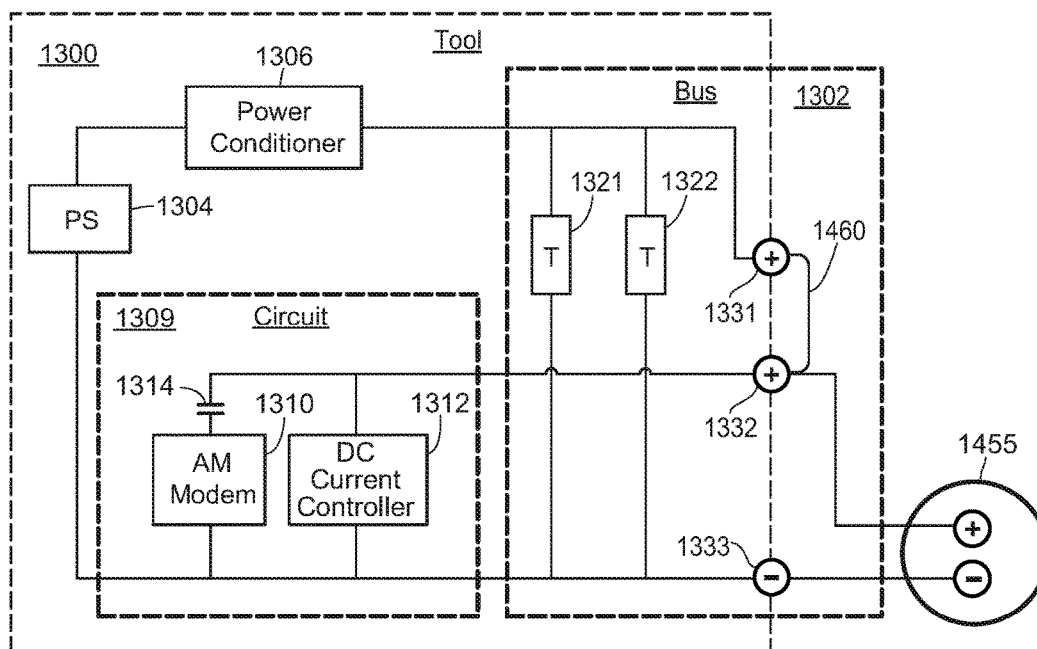 1300
Tool
1306
Power
Conditioner
Bus
1302
PS
1304
1321
1322
T
T
1460
+
1331
1309
Circuit
1314
1310
1312
+
1332
AM
Modem
DC
Current
Controller
1455
+
1333
−
−